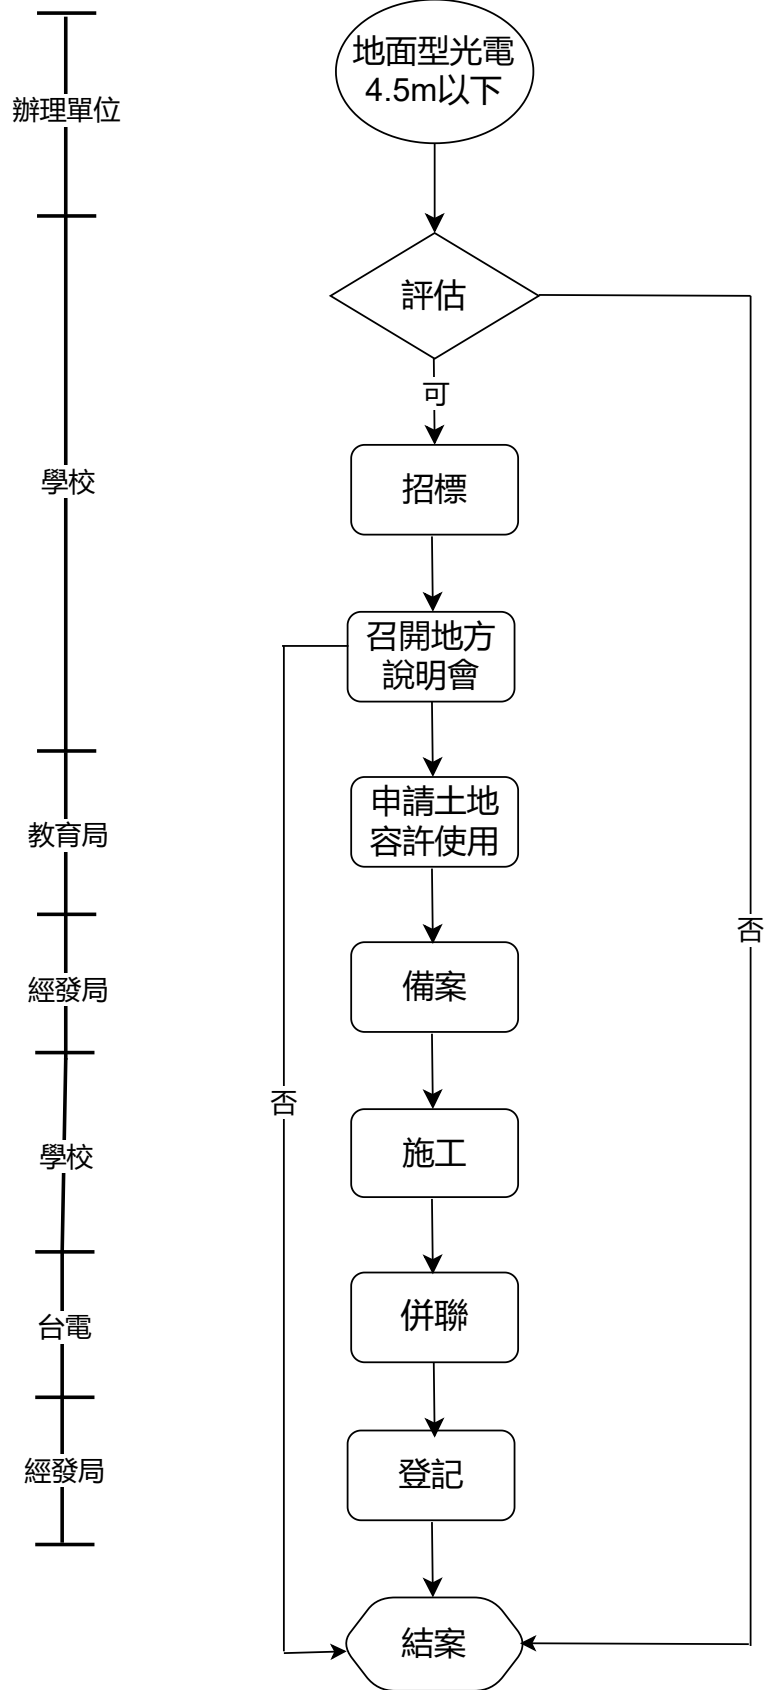 地面型光電
4.5m以下
辦理單位
評估
可
招標
學校
召開地方
說明會
申請土地
容許使用
教育局
否
備案
經發局
否
施工
學校
併聯
台電
登記
經發局
結案